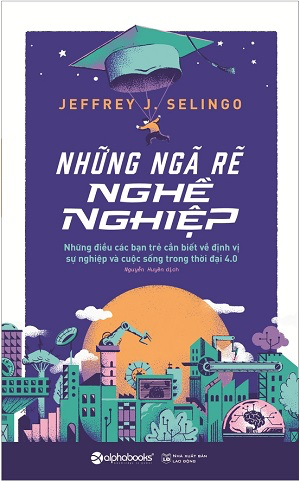 JEFFREY J. SELINGO
NHỮNG NGÃ RẼ
NGHỀ
NGHIỆP
Những điều các bạn trẻ cần biết về định vị
sự nghiệp và cuộc sống trong thời đại 4.0
Nguyễn Huyền dịch
alphabooks
NHÀ XUẤT BẢN
LAO ĐỘNG